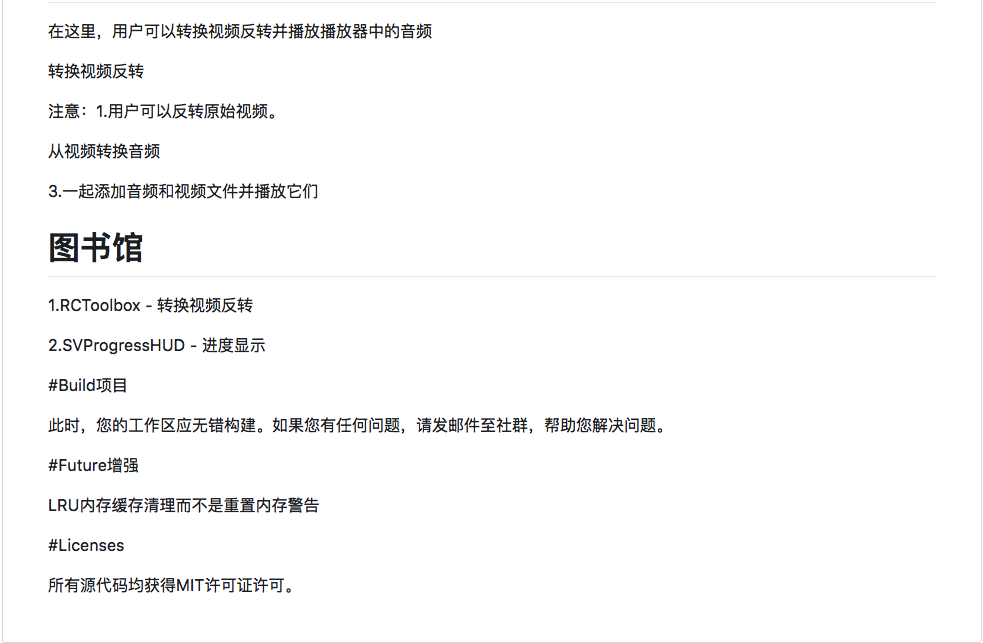 在这里，用户可以转换视频反转并播放播放器中的音频
转换视频反转
注意：1.用户可以反转原始视频。
从视频转换音频
3.一起添加音频和视频文件并播放它们
图书馆
1.RCToolbox - 转换视频反转
2.SVProgressHUD - 进度显示
#Build项目
此时，您的工作区应无错构建。如果您有任何问题，请发邮件至社群，帮助您解决问题。
#Future增强
LRU内存缓存清理而不是重置内存警告
#Licenses
所有源代码均获得MIT许可证许可。